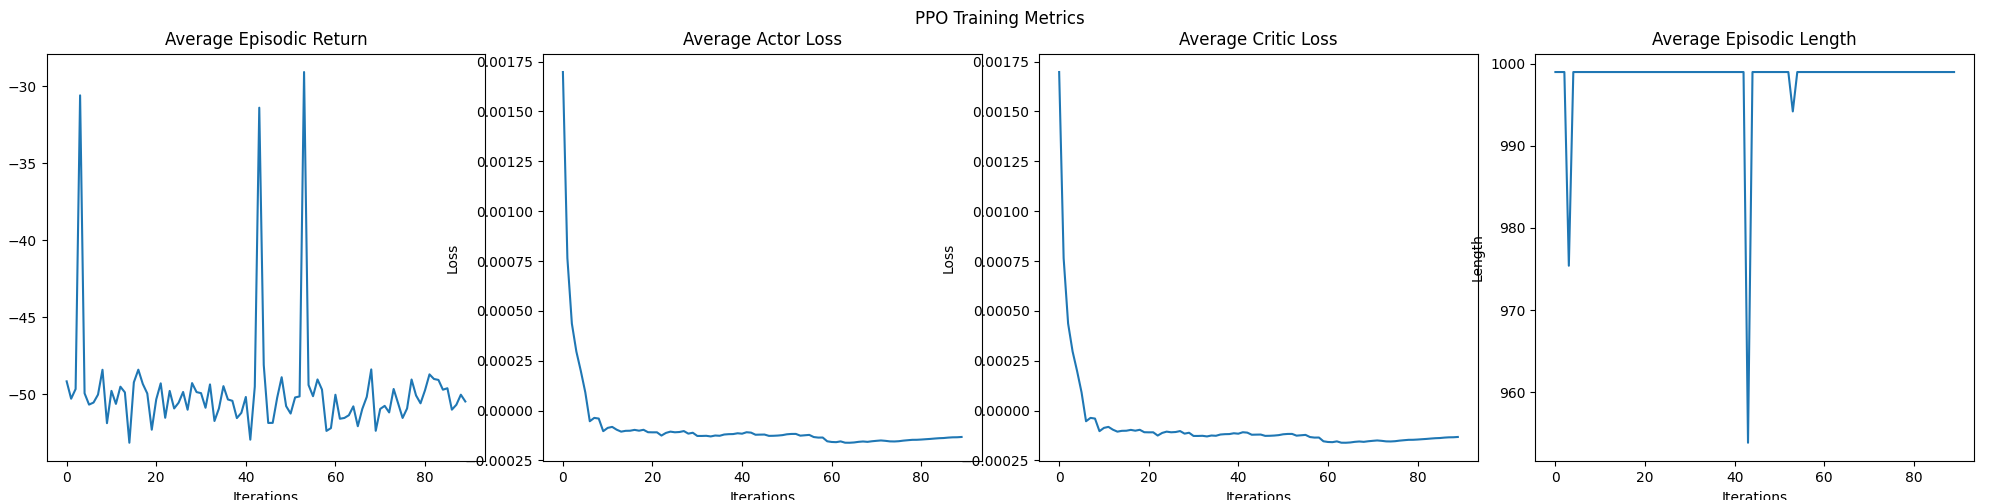 PPO Training Metrics
Average Episodic Return
−30
−35
−40
−45
−50
0 20 40 60 80
Iterations
Average Actor Loss
Loss
0.00175
0.00150
0.00125
0.00100
0.00075
0.00050
0.00025
0.00000
−0.00025
0 20 40 60 80
Iterations
Average Critic Loss
Loss
0.00175
0.00150
0.00125
0.00100
0.00075
0.00050
0.00025
0.00000
−0.00025
0 20 40 60 80
Iterations
Average Episodic Length
Length
1000
990
980
970
960
0 20 40 60 80
Iterations